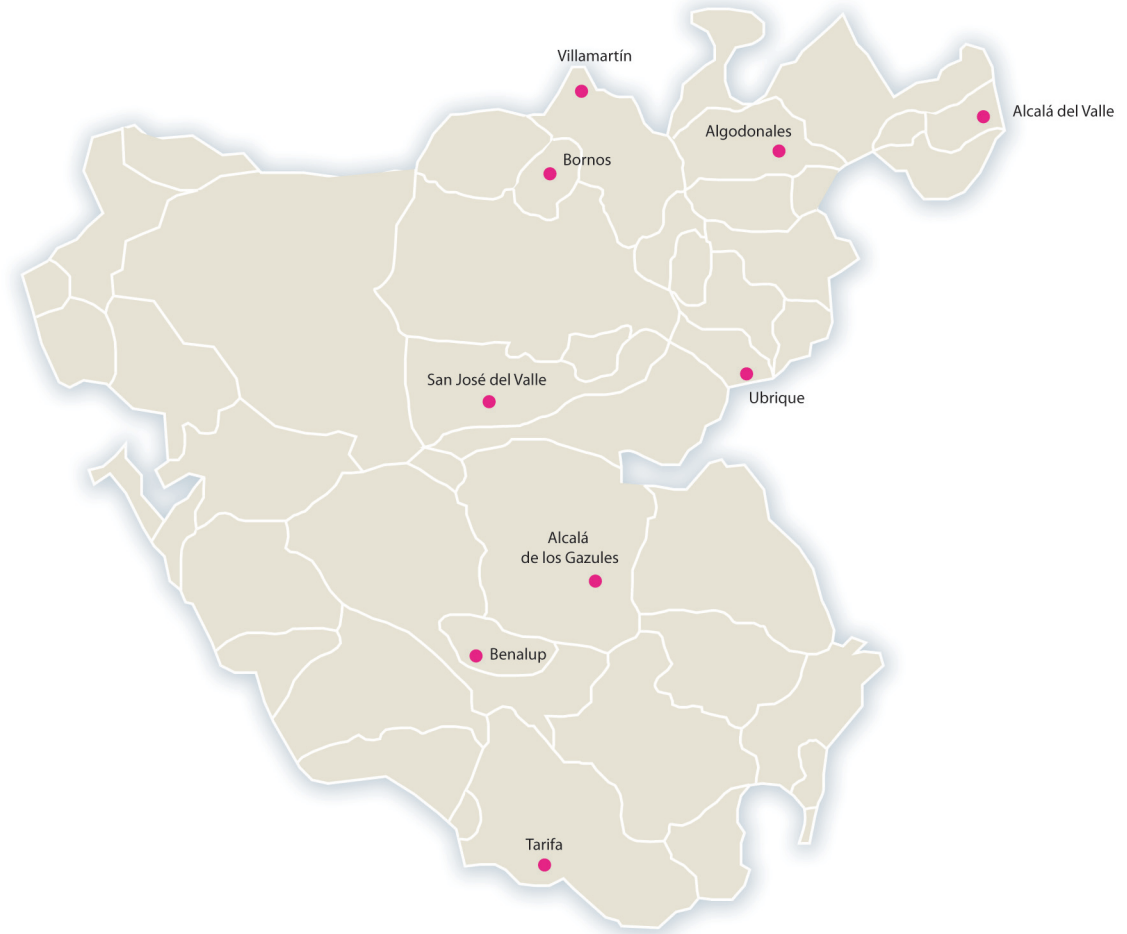 Villamartín
Alcalá del Valle
Algodonales
Bornos
San José del Valle
Ubrique
Alcalá
de los Gazules
Benalup
Tarifa